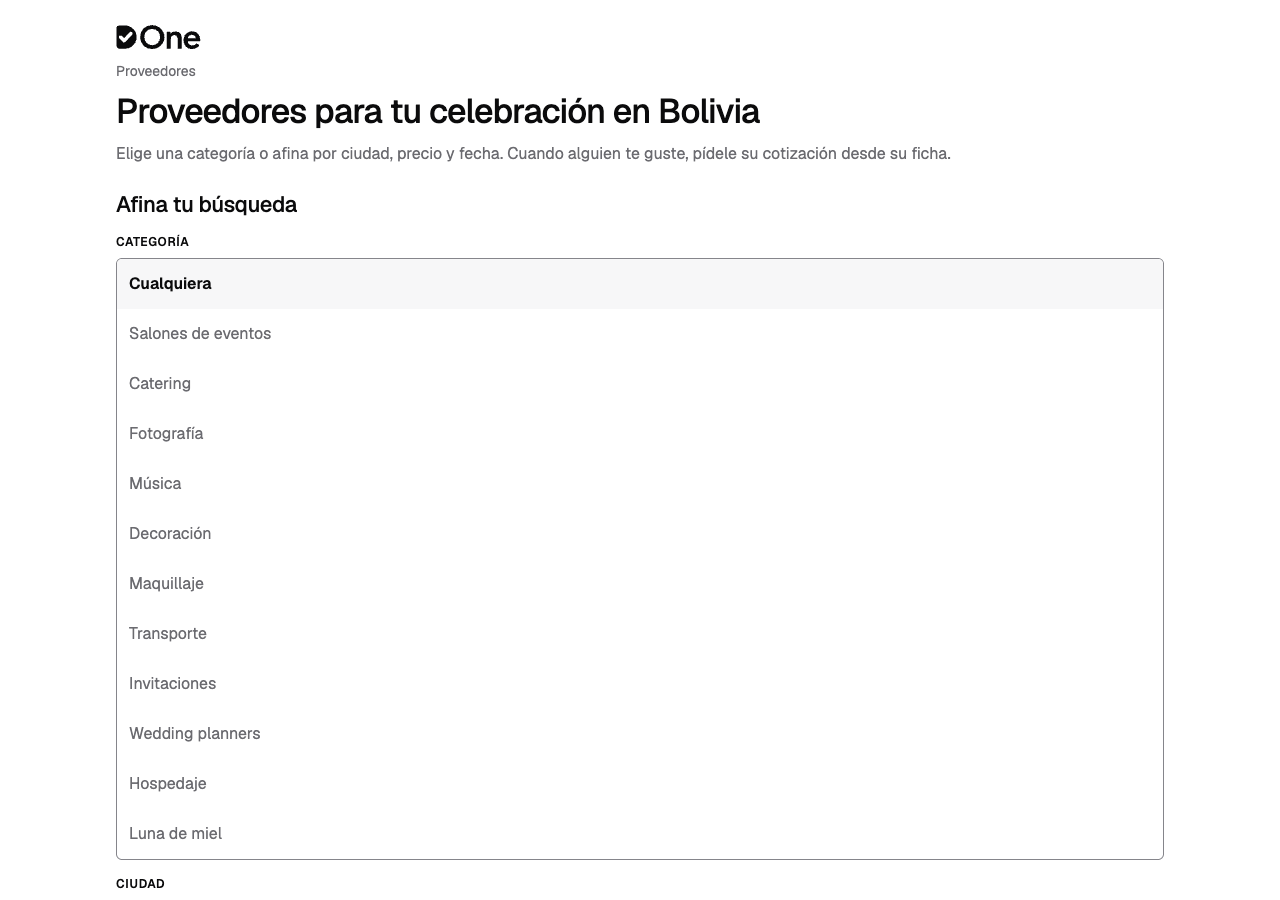 One
Proveedores
Proveedores para tu celebración en Bolivia
Elige una categoría o afina por ciudad, precio y fecha. Cuando alguien te guste, pídele su cotización desde su ficha.
Afina tu búsqueda
CATEGORÍA
Cualquiera
Salones de eventos
Catering
Fotografía
Música
Decoración
Maquillaje
Transporte
Invitaciones
Wedding planners
Hospedaje
Luna de miel
CIUDAD